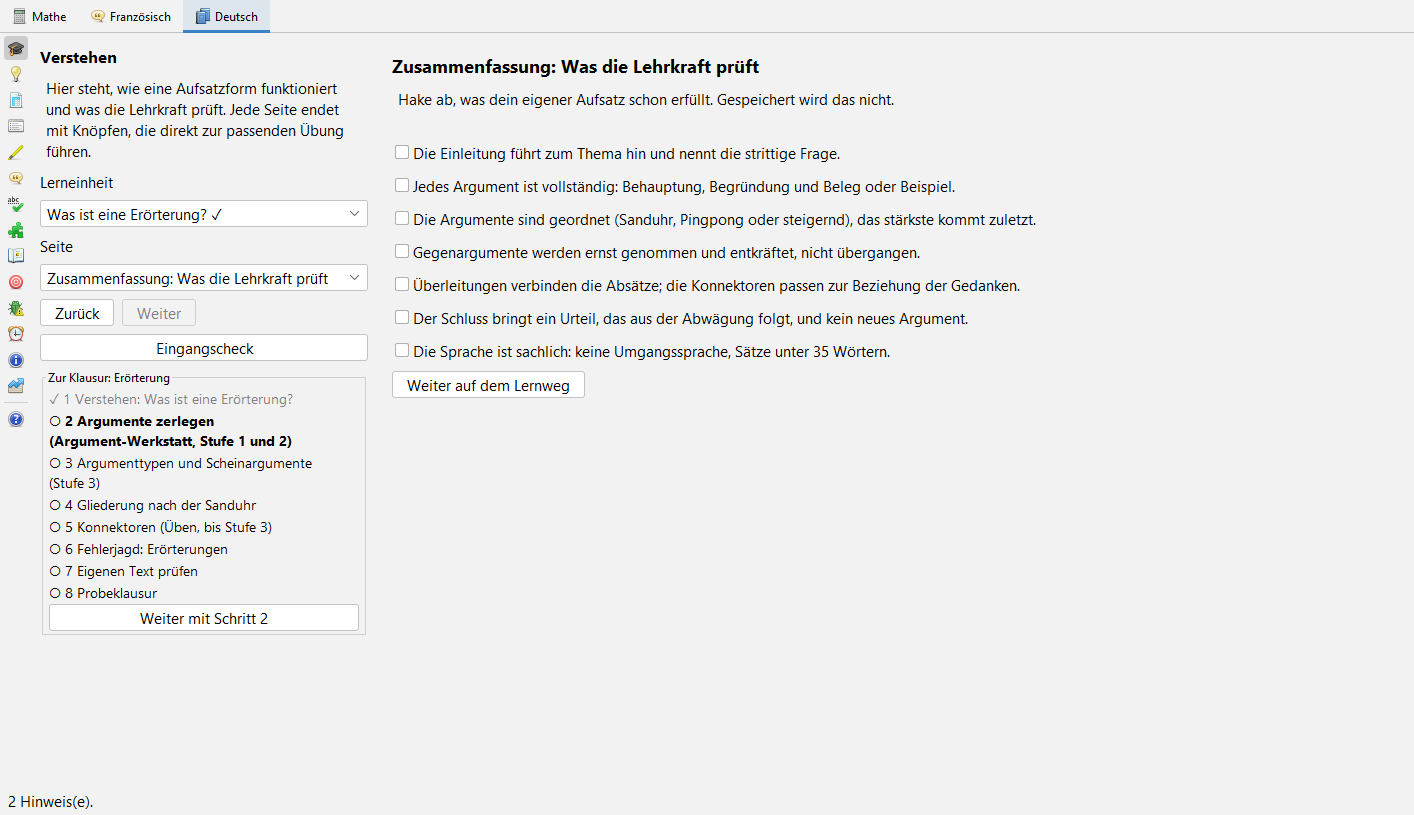 Mathe
Französisch
Deutsch
Verstehen
Hier steht, wie eine Aufsatzform funktioniert
und was die Lehrkraft prüft. Jede Seite endet
mit Knöpfen, die direkt zur passenden Übung
führen.
Lerneinheit
Was ist eine Erörterung? ✓
Seite
Zusammenfassung: Was die Lehrkraft prüft
Zurück
Weiter
Eingangscheck
Zur Klausur: Erörterung
✓ 1 Verstehen: Was ist eine Erörterung?
○ 2 Argumente zerlegen
(Argument-Werkstatt, Stufe 1 und 2)
○ 3 Argumenttypen und Scheinargumente
(Stufe 3)
○ 4 Gliederung nach der Sanduhr
○ 5 Konnektoren (Üben, bis Stufe 3)
○ 6 Fehlerjagd: Erörterungen
○ 7 Eigenen Text prüfen
○ 8 Probeklausur
Weiter mit Schritt 2
Zusammenfassung: Was die Lehrkraft prüft
Hake ab, was dein eigener Aufsatz schon erfüllt. Gespeichert wird das nicht.
Die Einleitung führt zum Thema hin und nennt die strittige Frage.
Jedes Argument ist vollständig: Behauptung, Begründung und Beleg oder Beispiel.
Die Argumente sind geordnet (Sanduhr, Pingpong oder steigernd), das stärkste kommt zuletzt.
Gegenargumente werden ernst genommen und entkräftet, nicht übergangen.
Überleitungen verbinden die Absätze; die Konnektoren passen zur Beziehung der Gedanken.
Der Schluss bringt ein Urteil, das aus der Abwägung folgt, und kein neues Argument.
Die Sprache ist sachlich: keine Umgangssprache, Sätze unter 35 Wörtern.
Weiter auf dem Lernweg
2 Hinweis(e).